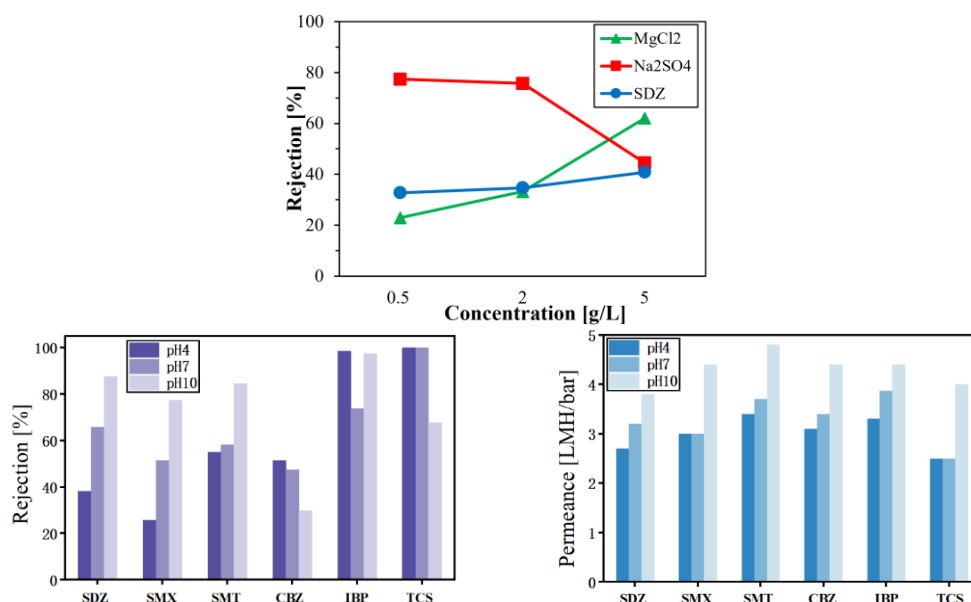 100
80
60
40
20
0
Rejection [%]
MgCl2
Na2SO4
SDZ
0.5
2
5
Concentration [g/L]
100
80
60
40
20
0
Rejection [%]
pH4
pH7
pH10
SDZ
SMX
SMT
CBZ
IBP
TCS
5
4
3
2
1
0
Permeance [LMH/bar]
pH4
pH7
pH10
SDZ
SMX
SMT
CBZ
IBP
TCS